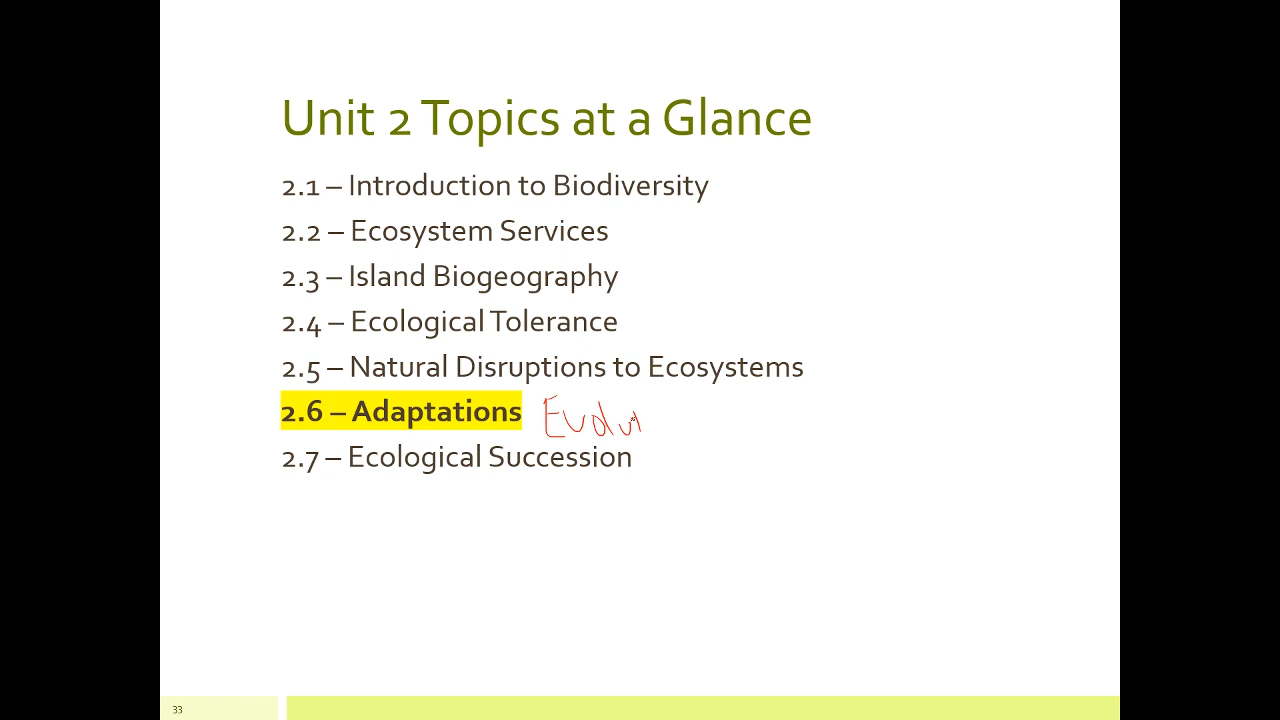 Unit 2 Topics at a Glance
2.1 – Introduction to Biodiversity
2.2 – Ecosystem Services
2.3 – Island Biogeography
2.4 – Ecological Tolerance
2.5 – Natural Disruptions to Ecosystems
2.6 – Adaptations Evolut
2.7 – Ecological Succession
33